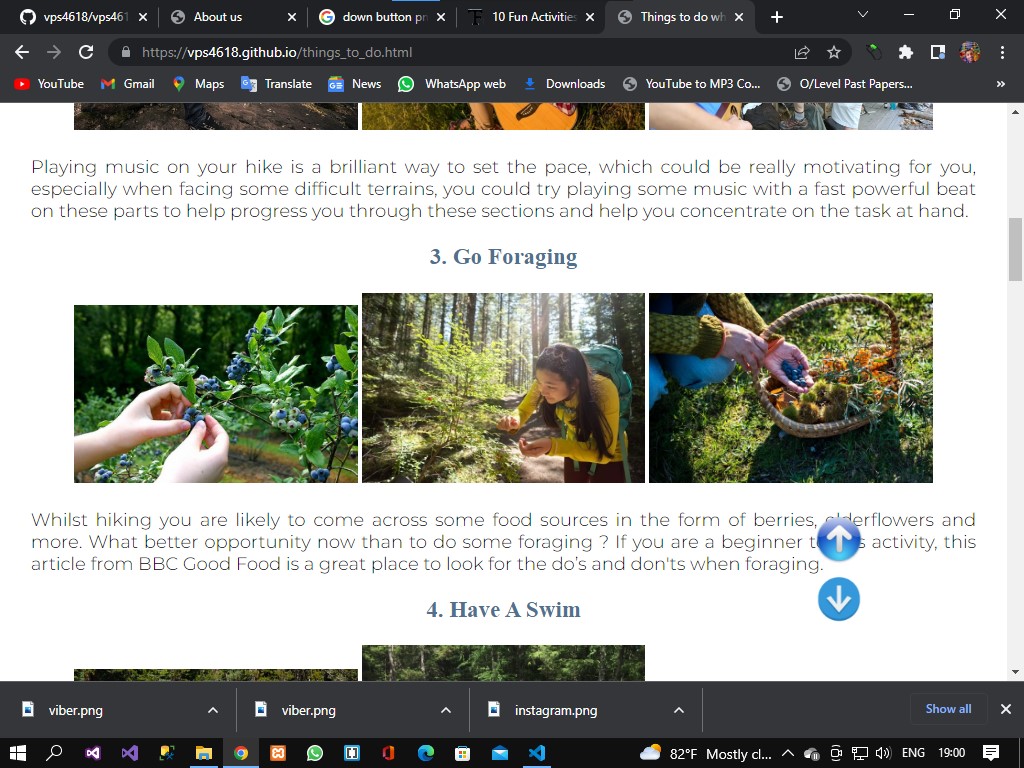 vps4618/vps461
About us
down button pn
10 Fun Activities
Things to do wh
https://vps4618.github.io/things_to_do.html
YouTube
Gmail
Maps
Translate
News
WhatsApp web
Downloads
YouTube to MP3 Co...
O/Level Past Papers...
»
Playing music on your hike is a brilliant way to set the pace, which could be really motivating for you,
especially when facing some difficult terrains, you could try playing some music with a fast powerful beat
on these parts to help progress you through these sections and help you concentrate on the task at hand.
3. Go Foraging
Whilst hiking you are likely to come across some food sources in the form of berries, elderflowers and
more. What better opportunity now than to do some foraging ? If you are a beginner to this activity, this
article from BBC Good Food is a great place to look for the do's and don'ts when foraging.
4. Have A Swim
viber.png
viber.png
instagram.png
Show all
82°F Mostly cl...
ENG
19:00